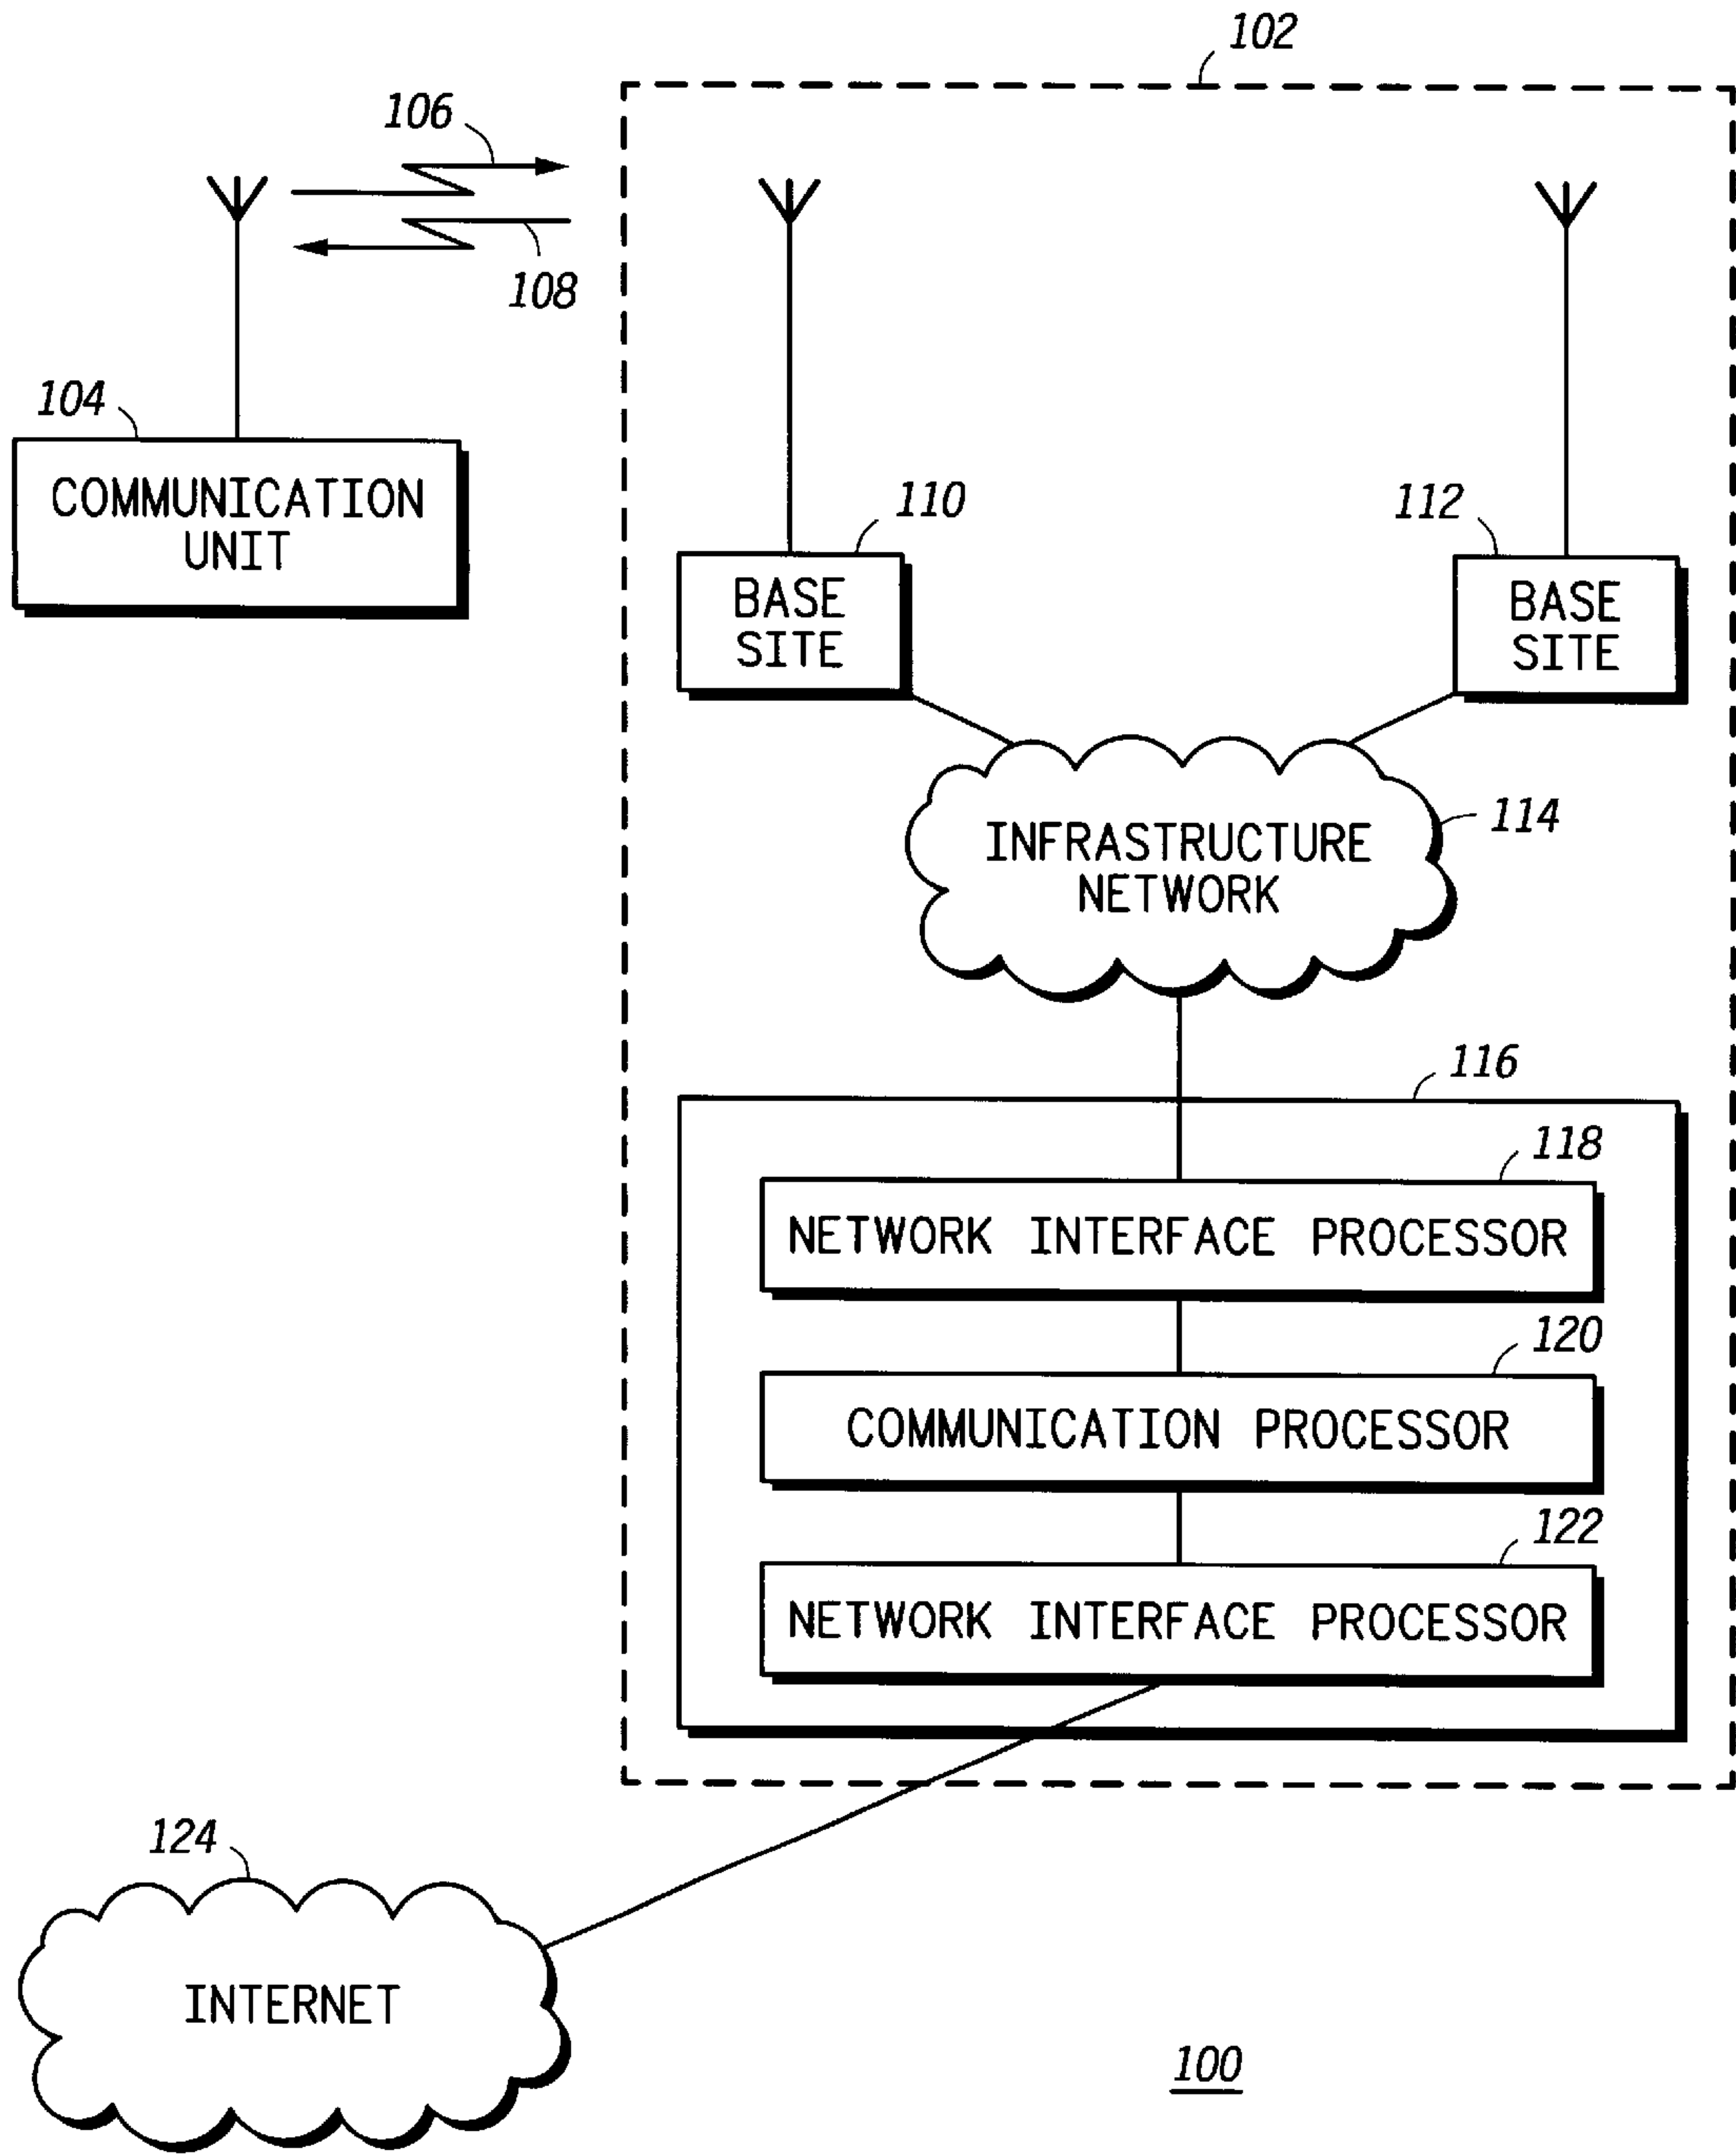 102
106
108
104
COMMUNICATION
UNIT
110
BASE
SITE
112
BASE
SITE
INFRASTRUCTURE
NETWORK
114
116
118
NETWORK INTERFACE PROCESSOR
120
COMMUNICATION PROCESSOR
122
NETWORK INTERFACE PROCESSOR
124
INTERNET
100